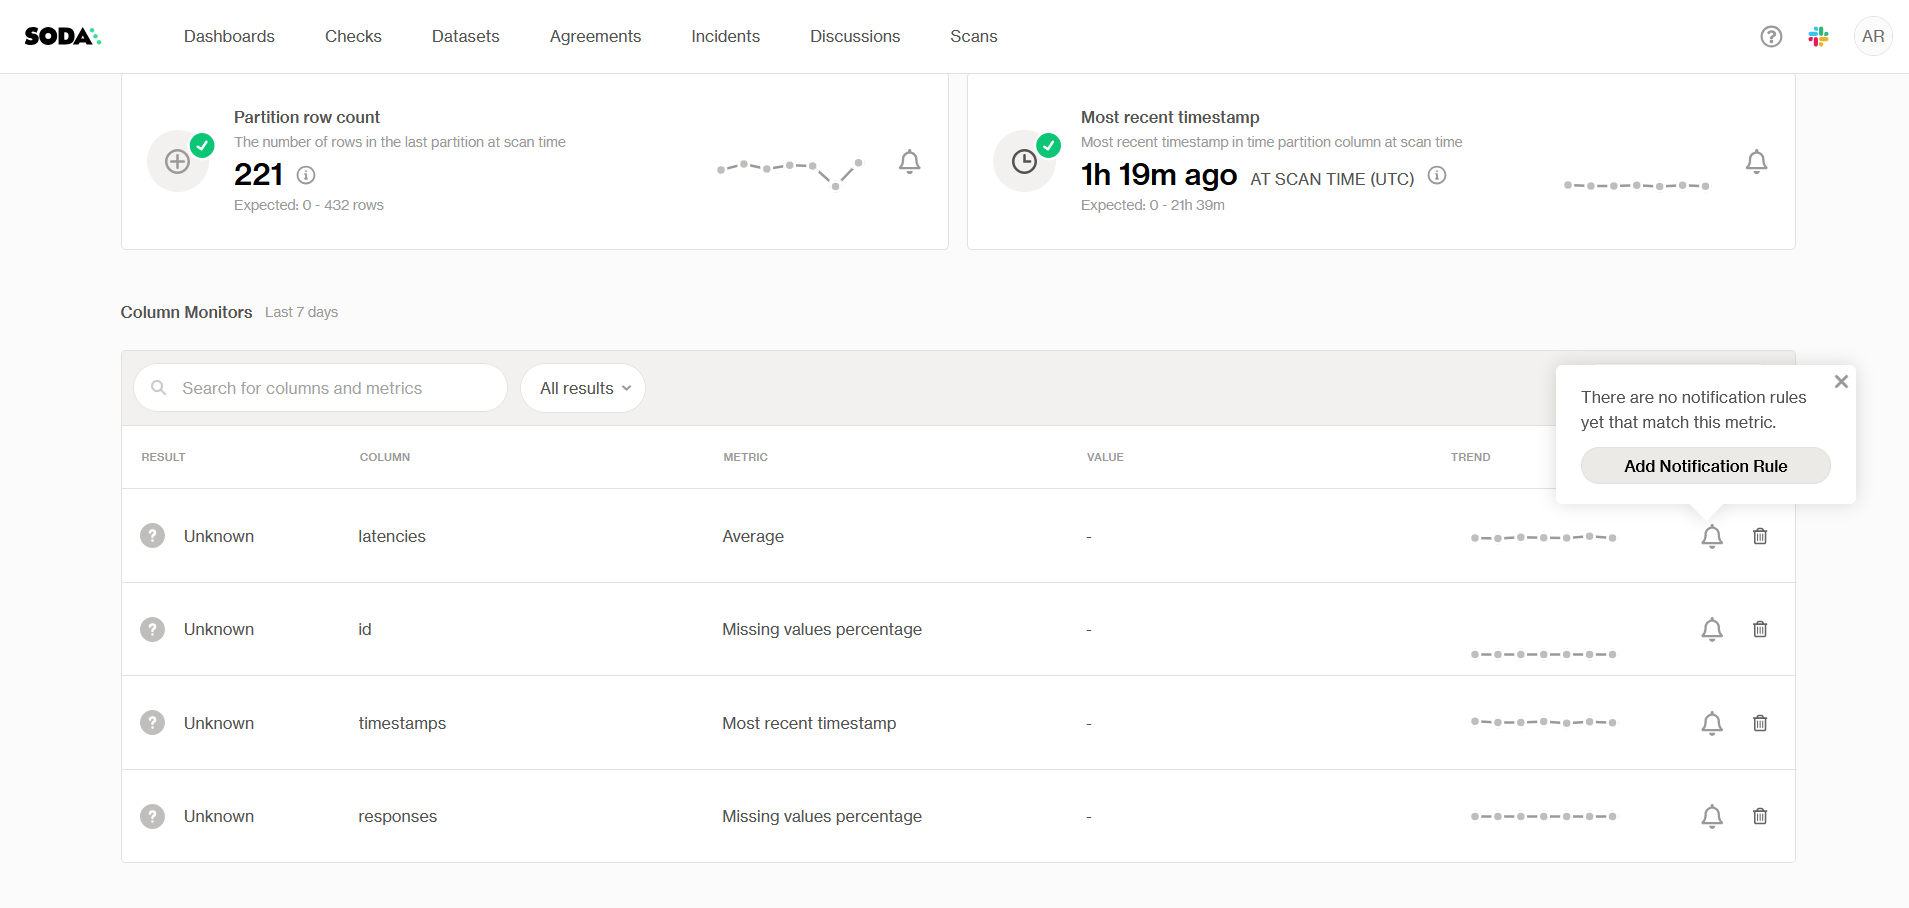 SODA
Dashboards
Checks
Datasets
Agreements
Incidents
Discussions
Scans
?
AR
Partition row count
The number of rows in the last partition at scan time
221
Expected: 0 - 432 rows
Most recent timestamp
Most recent timestamp in time partition column at scan time
1h 19m ago AT SCAN TIME (UTC)
Expected: 0 - 21h 39m
Column Monitors Last 7 days
Search for columns and metrics
All results
There are no notification rules
yet that match this metric.
Add Notification Rule
RESULT COLUMN METRIC VALUE TREND
? Unknown latencies Average -
? Unknown id Missing values percentage -
? Unknown timestamps Most recent timestamp -
? Unknown responses Missing values percentage -